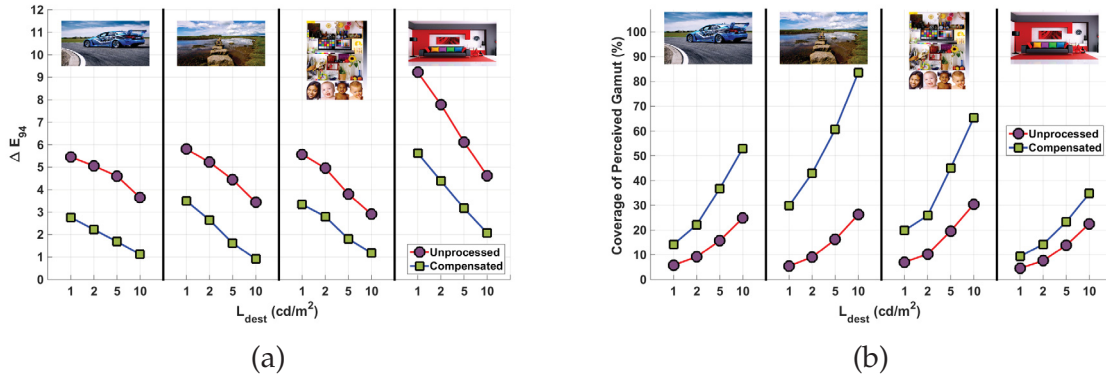 12
11
10
9
8
7
6
5
4
3
2
1
0
Δ E94
1 2 5 10 1 2 5 10 1 2 5 10 1 2 5 10
L_dest (cd/m²)
Unprocessed
Compensated
(a)
100
90
80
70
60
50
40
30
20
10
0
Coverage of Perceived Gamut (%)
1 2 5 10 1 2 5 10 1 2 5 10 1 2 5 10
L_dest (cd/m²)
Unprocessed
Compensated
(b)